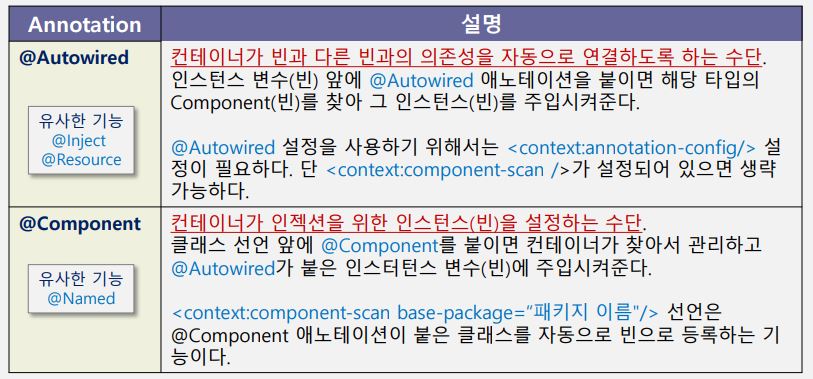 Annotation 설명
@Autowired
유사한 기능
@Inject
@Resource
컨테이너가 빈과 다른 빈과의 의존성을 자동으로 연결하도록 하는 수단.
인스턴스 변수(빈) 앞에 @Autowired 애노테이션을 붙이면 해당 타입의
Component(빈)를 찾아 그 인스턴스(빈)를 주입시켜준다.
@Autowired 설정을 사용하기 위해서는 <context:annotation-config/> 설
정이 필요하다. 단 <context:component-scan />가 설정되어 있으면 생략
가능하다.
@Component
유사한 기능
@Named
컨테이너가 인젝션을 위한 인스턴스(빈)을 설정하는 수단.
클래스 선언 앞에 @Component를 붙이면 컨테이너가 찾아서 관리하고
@Autowired가 붙은 인스터턴스 변수(빈)에 주입시켜준다.
<context:component-scan base-package=“패키지 이름"/> 선언은
@Component 애노테이션이 붙은 클래스를 자동으로 빈으로 등록하는 기
능이다.